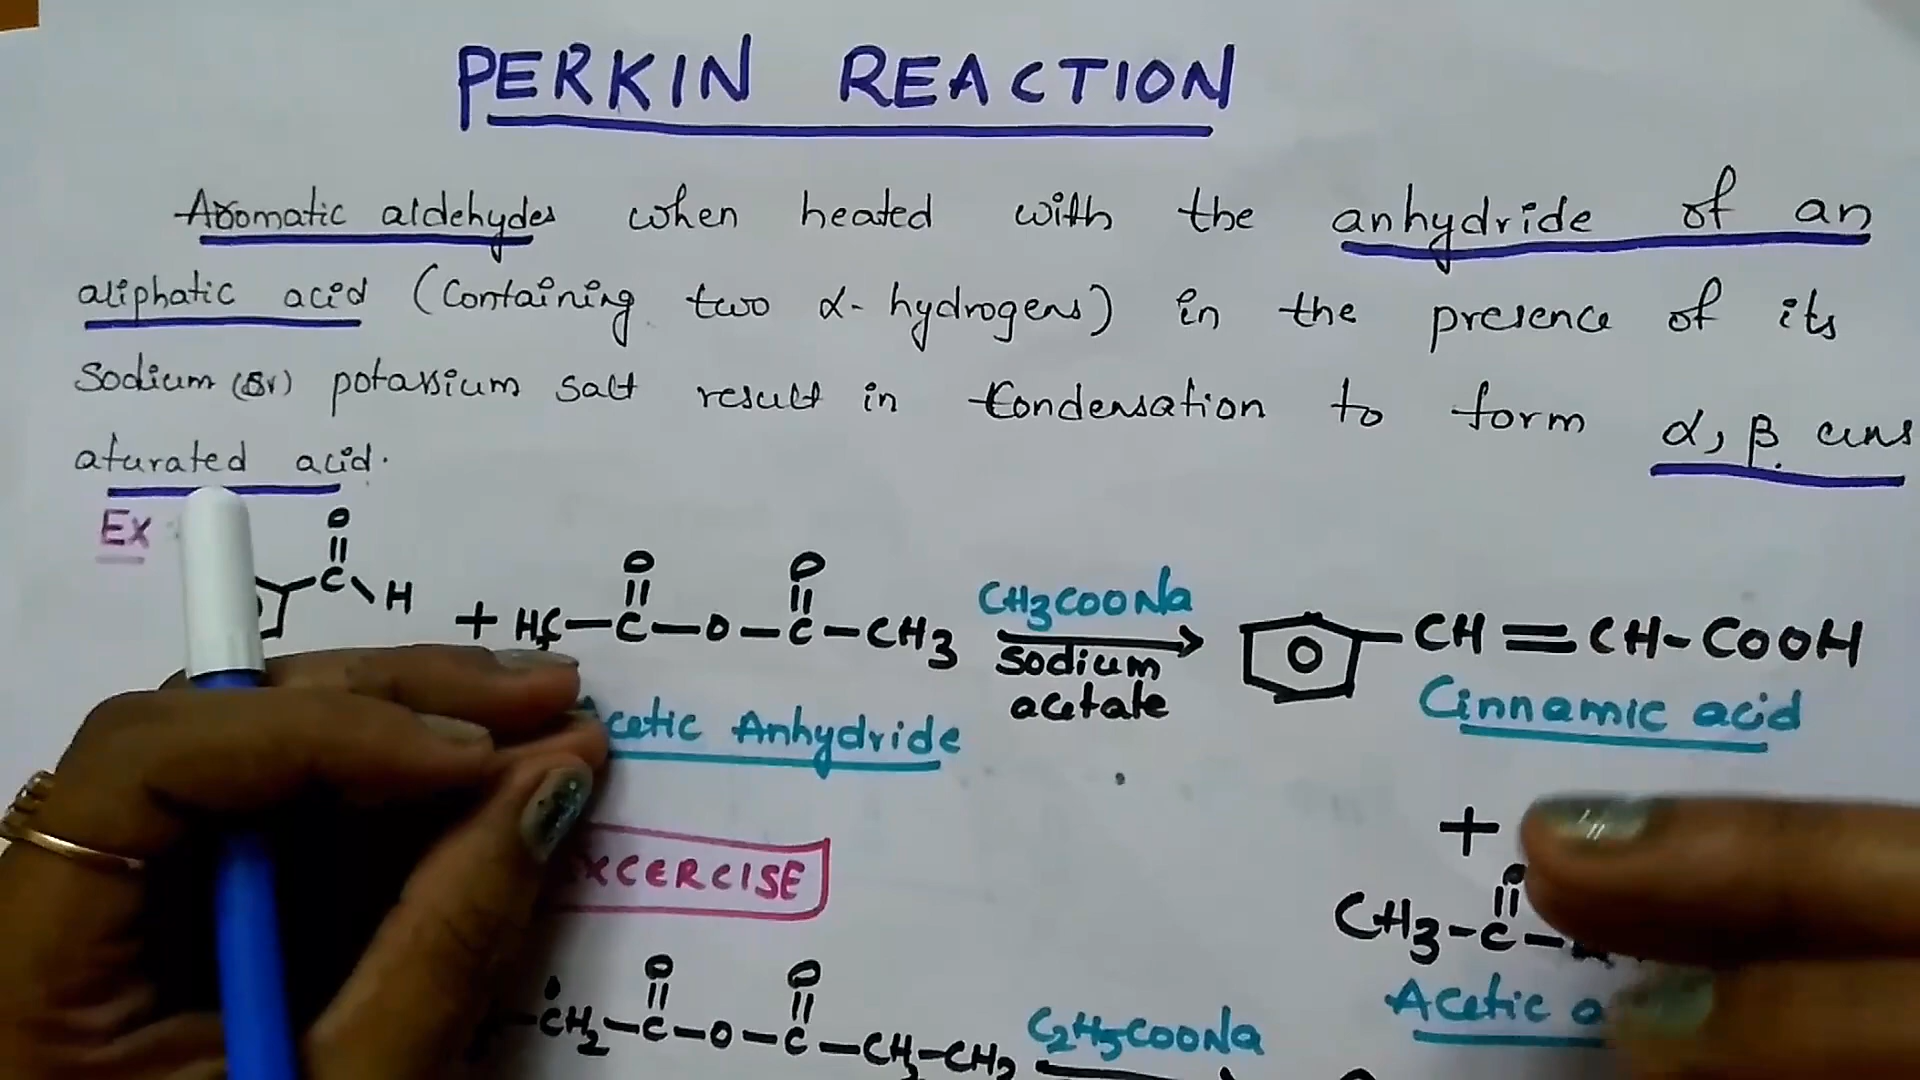 PERKIN REACTION
Aromatic aldehydes when heated with the anhydride of an
aliphatic acid (Containing two α-hydrogens) in the presence of its
Sodium (or) potassium salt result in Condensation to form α, β uns
aturated acid.
Ex
O
C H
+ H3C-C-O-C-CH3
O O
CH3COONa
Sodium
acetate
CH=CH-COOH
Acetic Anhydride
Cinnamic acid
+
EXCERCISE
O
CH3-C-
Acetic
O O
CH2-C-O-C-CH2-CH3
C2H5COONa